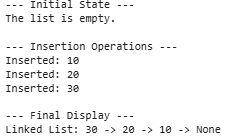 --- Initial State ---
The list is empty.
--- Insertion Operations ---
Inserted: 10
Inserted: 20
Inserted: 30
--- Final Display ---
Linked List: 30 -> 20 -> 10 -> None